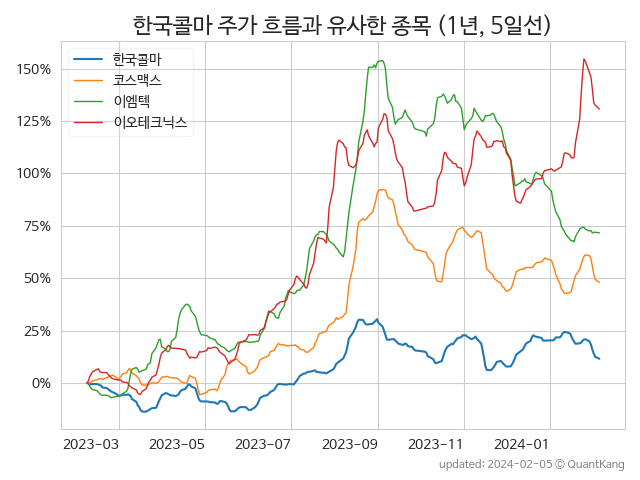 한국콜마 주가 흐름과 유사한 종목 (1년, 5일선)
한국콜마
코스맥스
이엠텍
이오테크닉스
150%
125%
100%
75%
50%
25%
0%
2023-03 2023-05 2023-07 2023-09 2023-11 2024-01
updated: 2024-02-05 © QuantKang